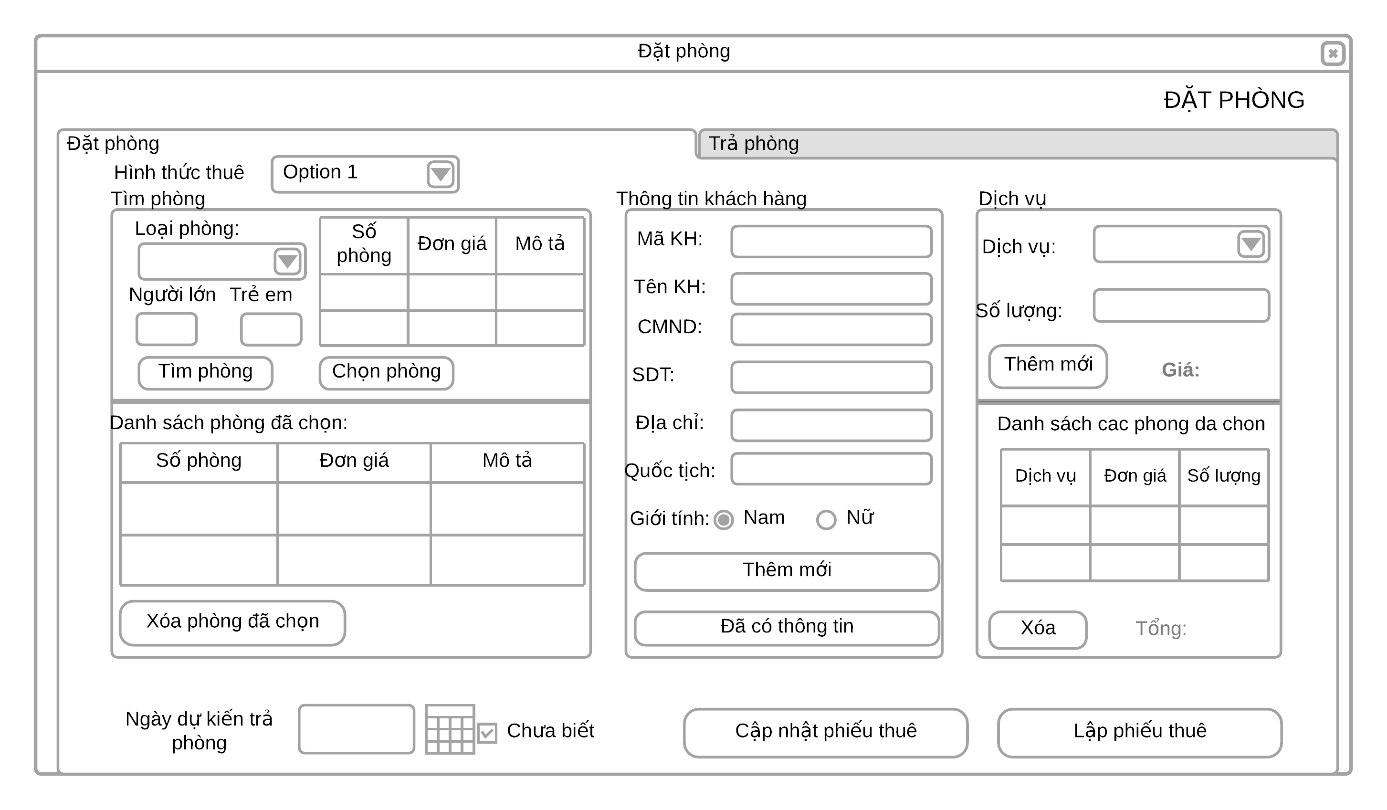 Đặt phòng
ĐẶT PHÒNG
Đặt phòng
Trả phòng
Hình thức thuê
Option 1
Tìm phòng
Loại phòng:
Người lớn
Trẻ em
Số
phòng
Đơn giá
Mô tả
Tìm phòng
Chọn phòng
Danh sách phòng đã chọn:
Số phòng
Đơn giá
Mô tả
Xóa phòng đã chọn
Thông tin khách hàng
Mã KH:
Tên KH:
CMND:
SDT:
Địa chỉ:
Quốc tịch:
Giới tính:
Nam
Nữ
Thêm mới
Đã có thông tin
Dịch vụ
Dịch vụ:
Số lượng:
Thêm mới
Giá:
Danh sách cac phong da chon
Dịch vụ
Đơn giá
Số lượng
Xóa
Tổng:
Ngày dự kiến trả
phòng
Chưa biết
Cập nhật phiếu thuê
Lập phiếu thuê